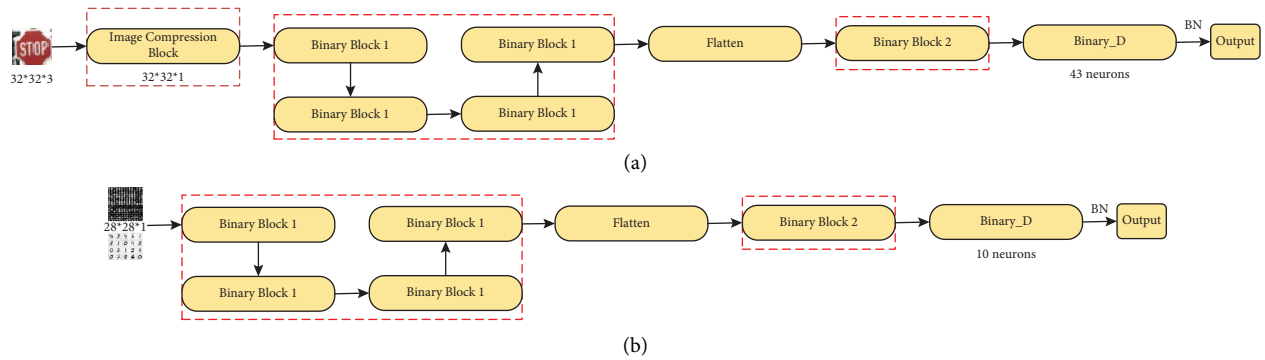 STOP
32*32*3
Image Compression
Block
32*32*1
Binary Block 1
Binary Block 1
Binary Block 1
Binary Block 1
Flatten
Binary Block 2
Binary_D
43 neurons
BN
Output
(a)
28*28*1
Binary Block 1
Binary Block 1
Binary Block 1
Binary Block 1
Flatten
Binary Block 2
Binary_D
10 neurons
BN
Output
(b)